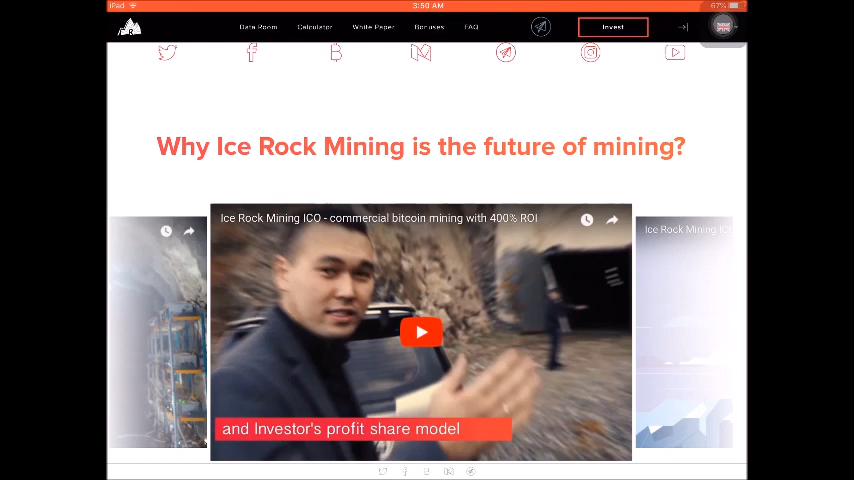 iPad
3:50 AM
67%
Data Room
Calculator
White Paper
Bonuses
FAQ
Invest
Why Ice Rock Mining is the future of mining?
Ice Rock Mining ICO - commercial bitcoin mining with 400% ROI
Ice Rock Mining
and Investor's profit share model